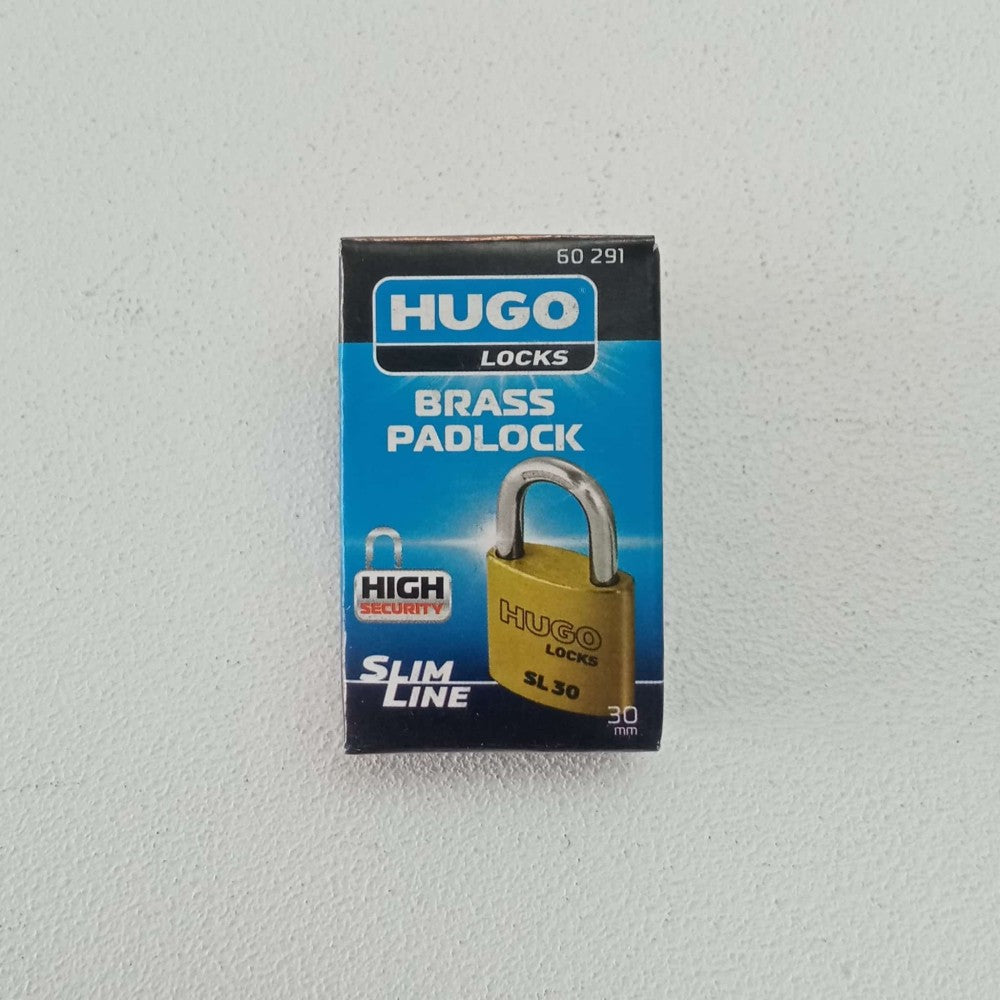 60 291
HUGO
LOCKS
BRASS
PADLOCK
HIGH
SECURITY
HUGO
LOCKS
SL 30
SLIM
LINE
30
mm